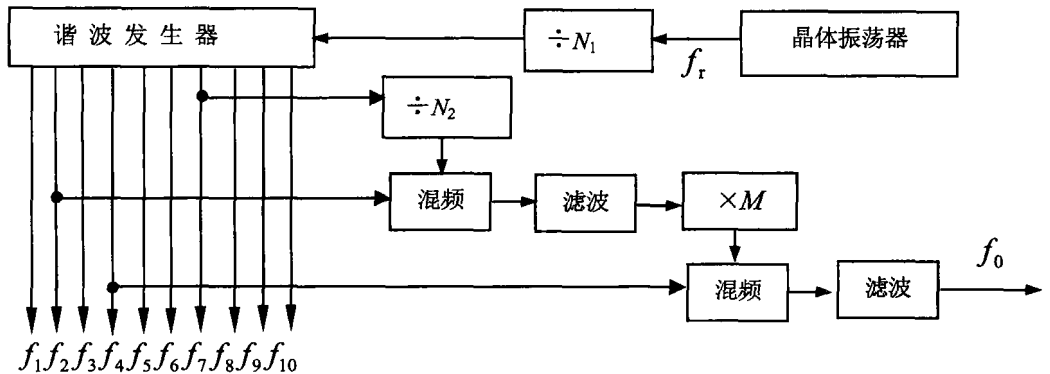 谐波发生器
÷N₁
晶体振荡器
fᵣ
÷N₂
混频
滤波
×M
混频
滤波
f₀
f₁ f₂ f₃ f₄ f₅ f₆ f₇ f₈ f₉ f₁₀